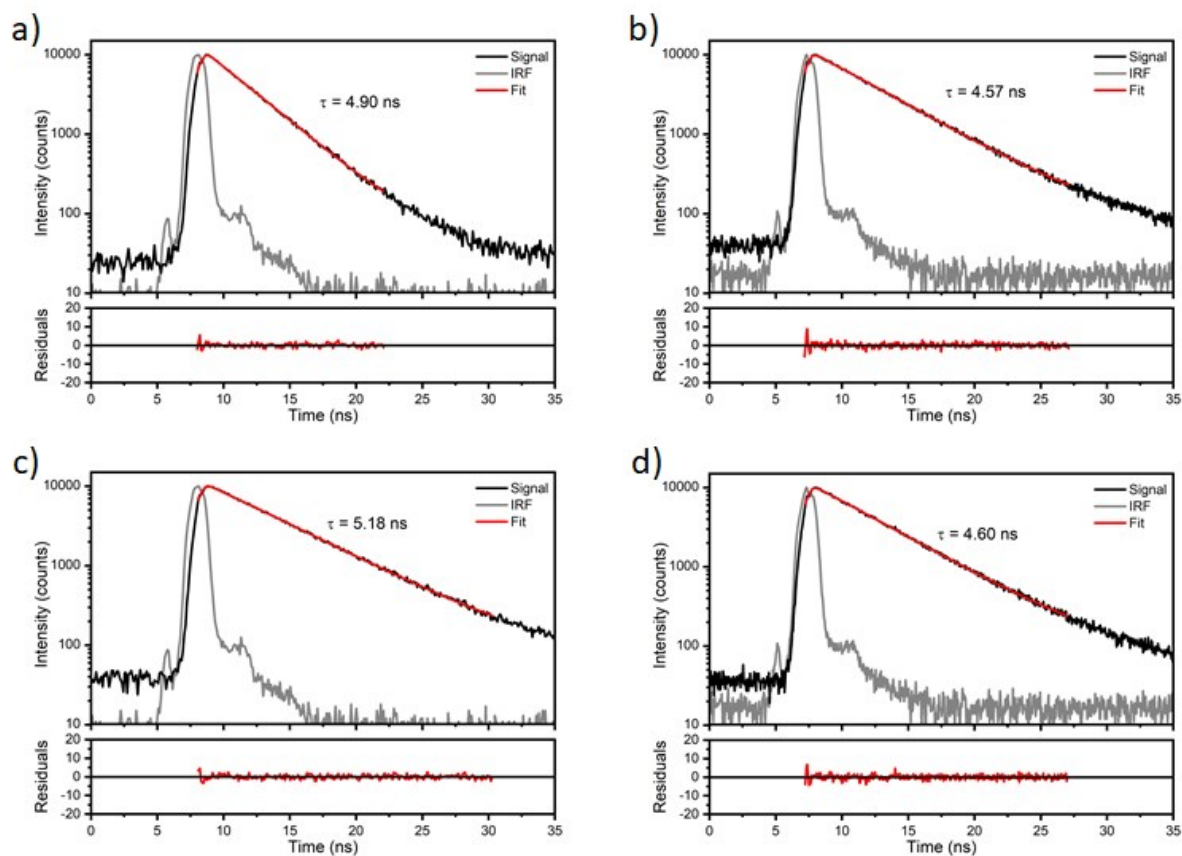 a)
10000
1000
100
10
Intensity (counts)
Signal
IRF
Fit
τ = 4.90 ns
20
10
0
-10
-20
Residuals
0 5 10 15 20 25 30 35
Time (ns)
b)
10000
1000
100
10
Intensity (counts)
Signal
IRF
Fit
τ = 4.57 ns
20
10
0
-10
-20
Residuals
0 5 10 15 20 25 30 35
Time (ns)
c)
10000
1000
100
10
Intensity (counts)
Signal
IRF
Fit
τ = 5.18 ns
20
10
0
-10
-20
Residuals
0 5 10 15 20 25 30 35
Time (ns)
d)
10000
1000
100
10
Intensity (counts)
Signal
IRF
Fit
τ = 4.60 ns
20
10
0
-10
-20
Residuals
0 5 10 15 20 25 30 35
Time (ns)